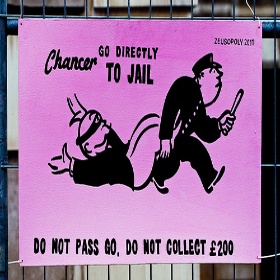 ZEUSOPOLY 2011
Chancer
GO DIRECTLY
TO JAIL
DO NOT PASS GO, DO NOT COLLECT £200